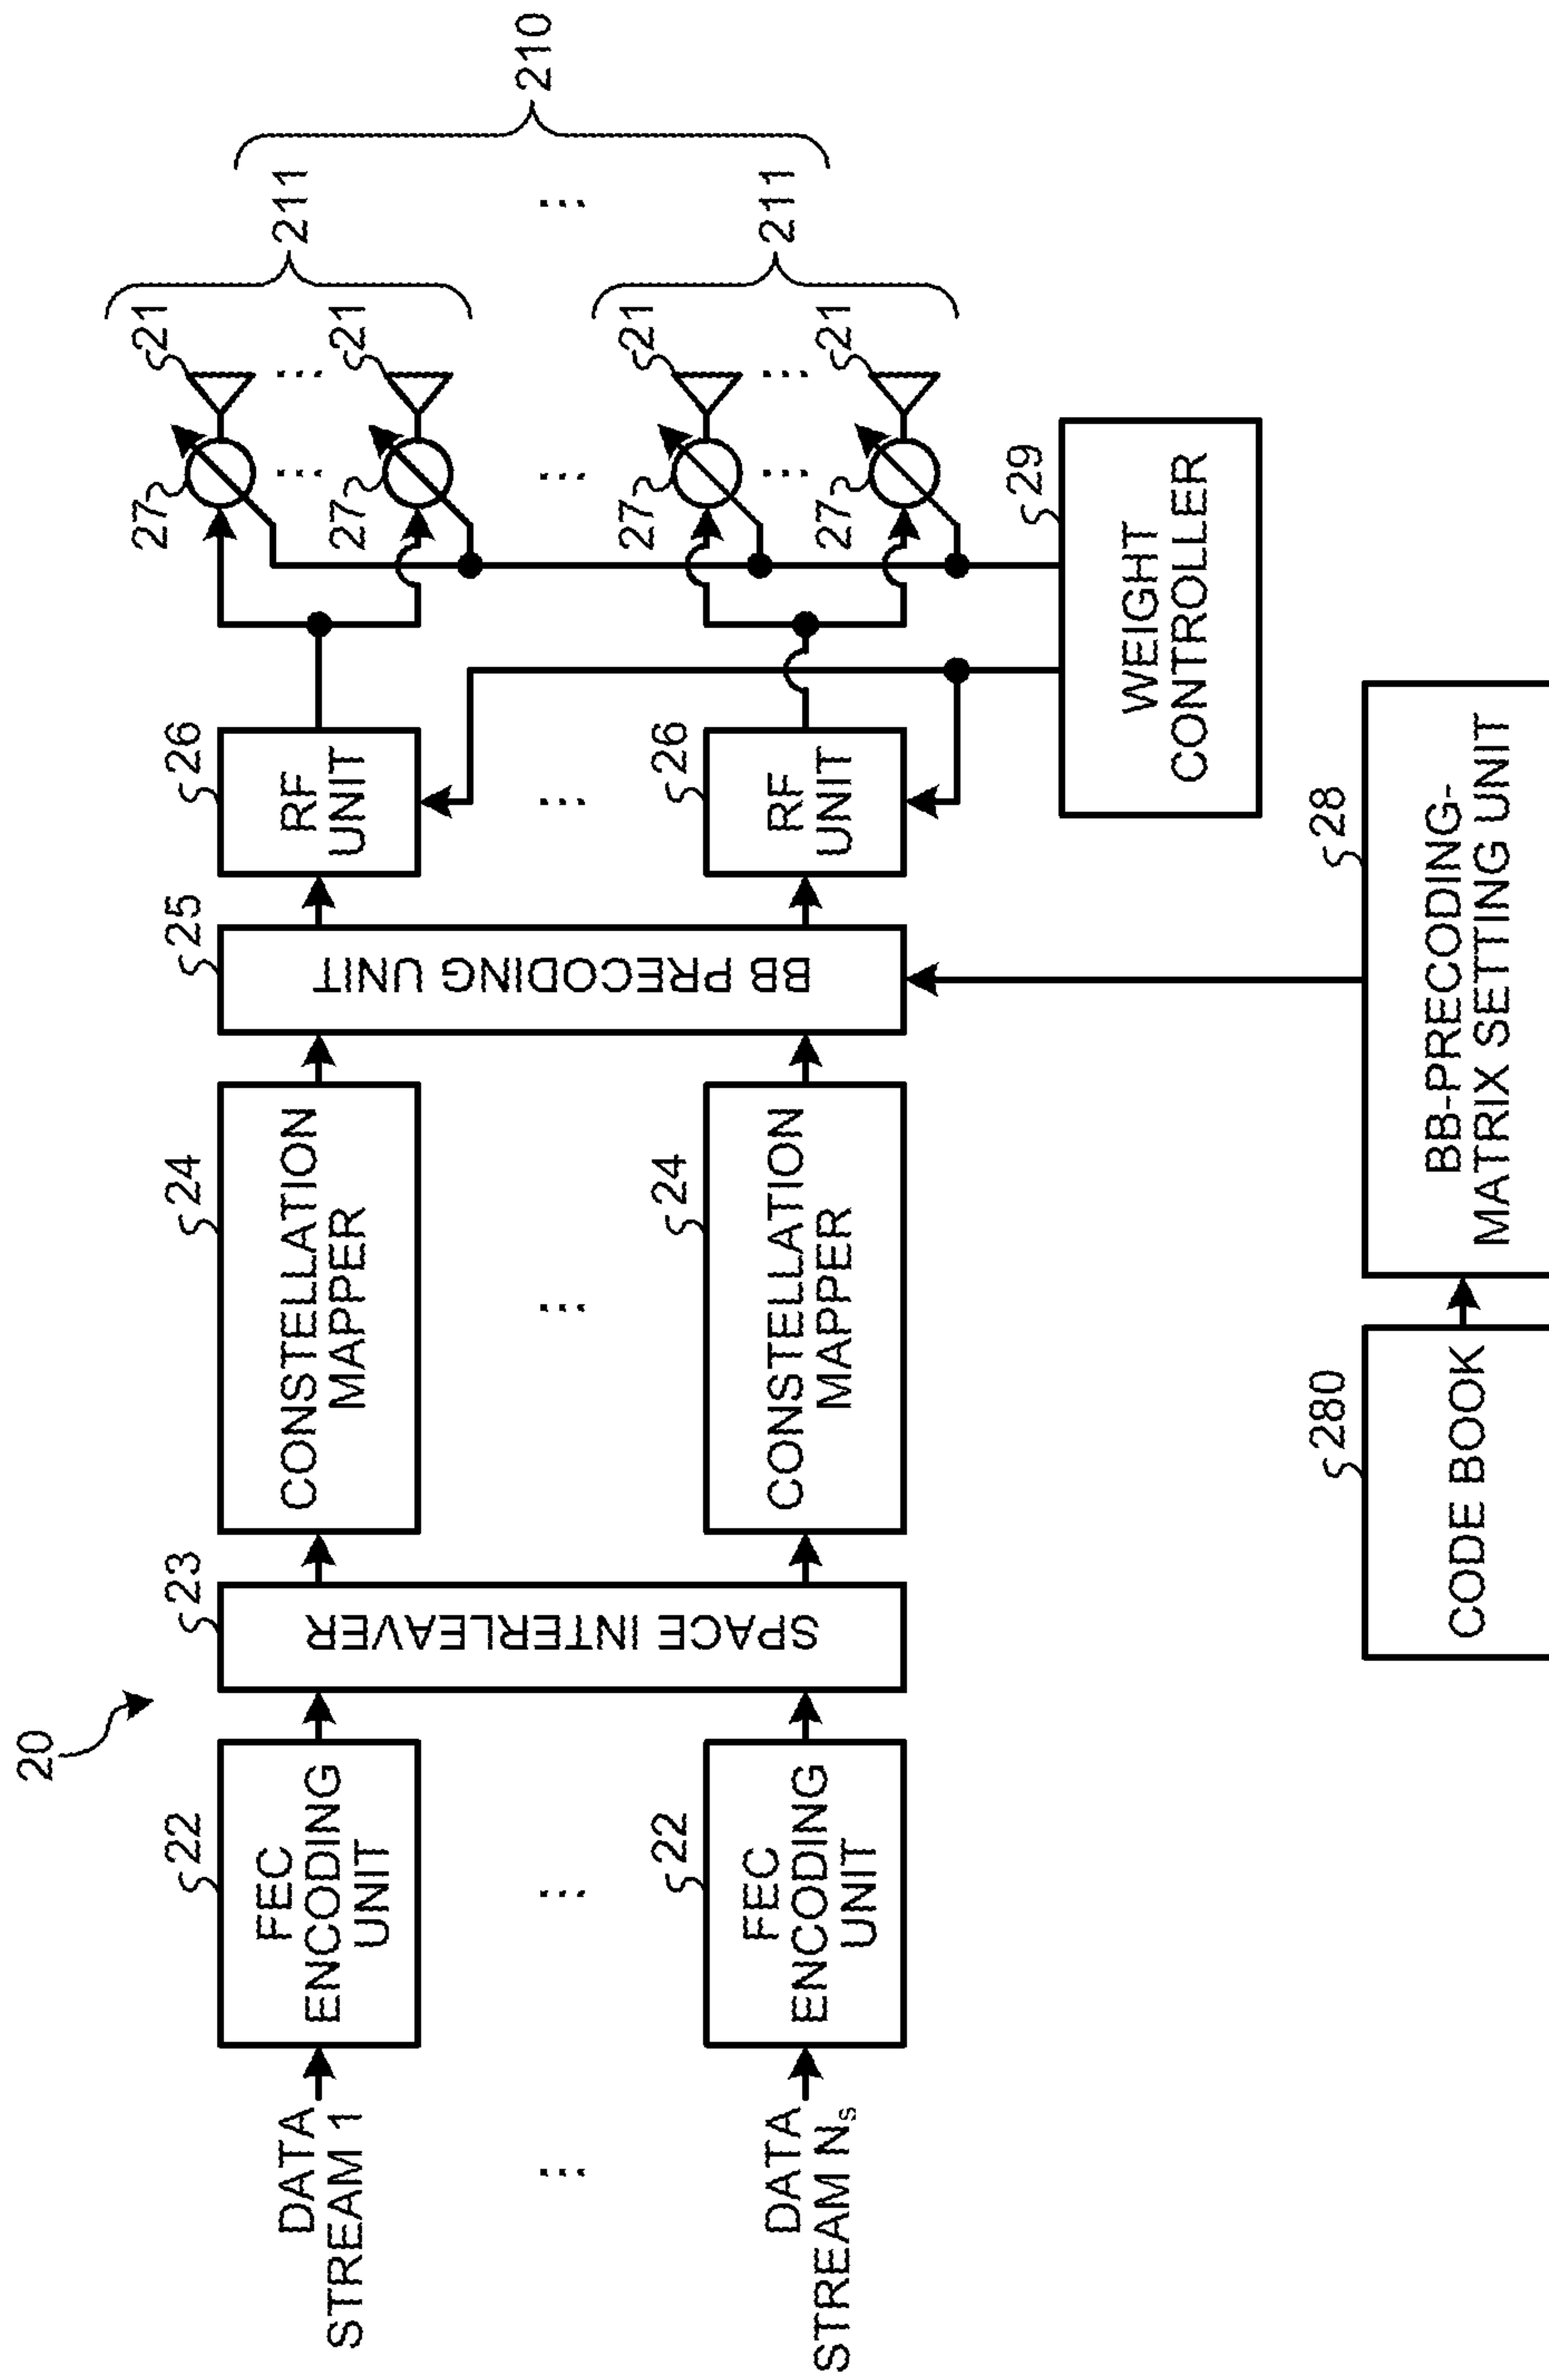 20
DATA
STREAM 1
...
DATA
STREAM Ns
22
FEC
ENCODING
UNIT
...
22
FEC
ENCODING
UNIT
23
SPACE INTERLEAVER
24
CONSTELLATION
MAPPER
...
24
CONSTELLATION
MAPPER
25
BB PRECODING UNIT
26
RF
UNIT
...
26
RF
UNIT
27
...
27
...
27
...
27
21
...
21
21
...
21
211
...
211
210
29
WEIGHT
CONTROLLER
280
CODE BOOK
28
BB-PRECODING-
MATRIX SETTING UNIT